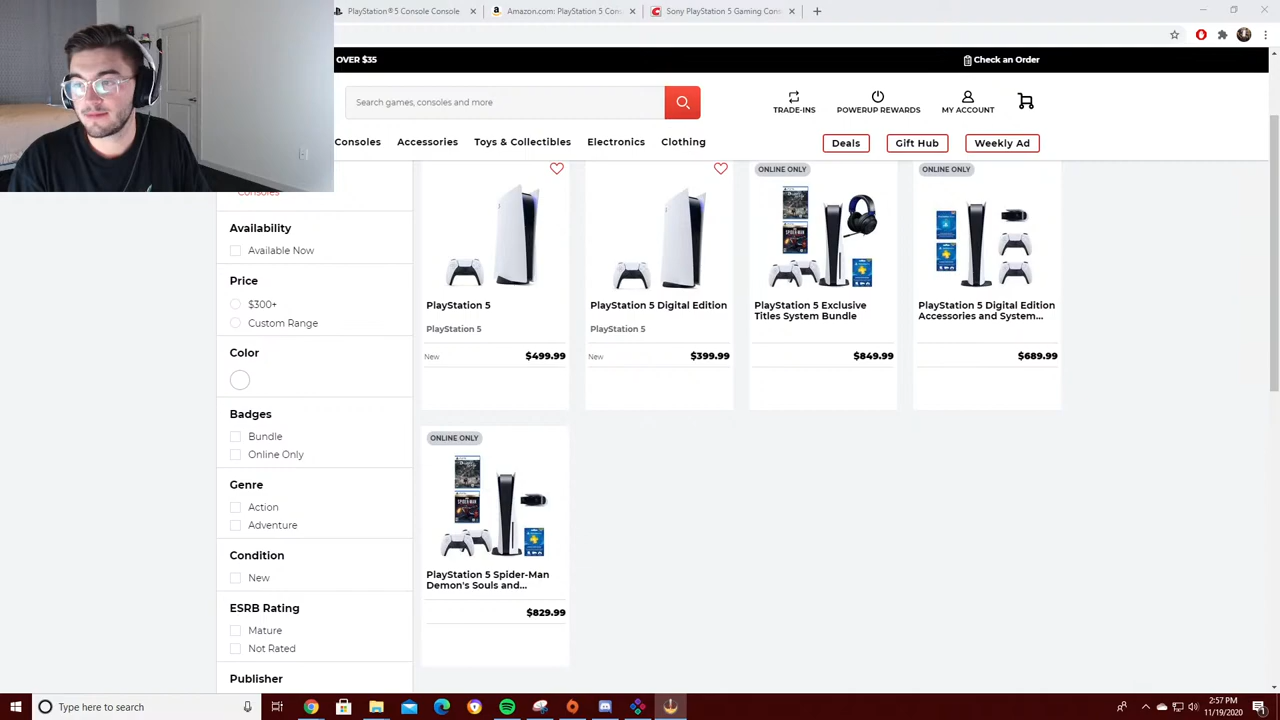 PlayStation®5 Console Console
Amazon.com: PlayStation 5 Con
Sony PlayStation 5 Gaming Con
OVER $35
Check an Order
Search games, consoles and more
TRADE-INS
POWERUP REWARDS
MY ACCOUNT
Consoles
Accessories
Toys & Collectibles
Electronics
Clothing
Deals
Gift Hub
Weekly Ad
Consoles
Availability
Available Now
Price
$300+
Custom Range
Color
Badges
Bundle
Online Only
Genre
Action
Adventure
Condition
New
ESRB Rating
Mature
Not Rated
Publisher
PlayStation 5
PlayStation 5
New
$499.99
PlayStation 5 Digital Edition
PlayStation 5
New
$399.99
ONLINE ONLY
PlayStation 5 Exclusive
Titles System Bundle
$849.99
ONLINE ONLY
PlayStation 5 Digital Edition
Accessories and System...
$689.99
ONLINE ONLY
PlayStation 5 Spider-Man
Demon's Souls and...
$829.99
Type here to search
2:57 PM
11/19/2020